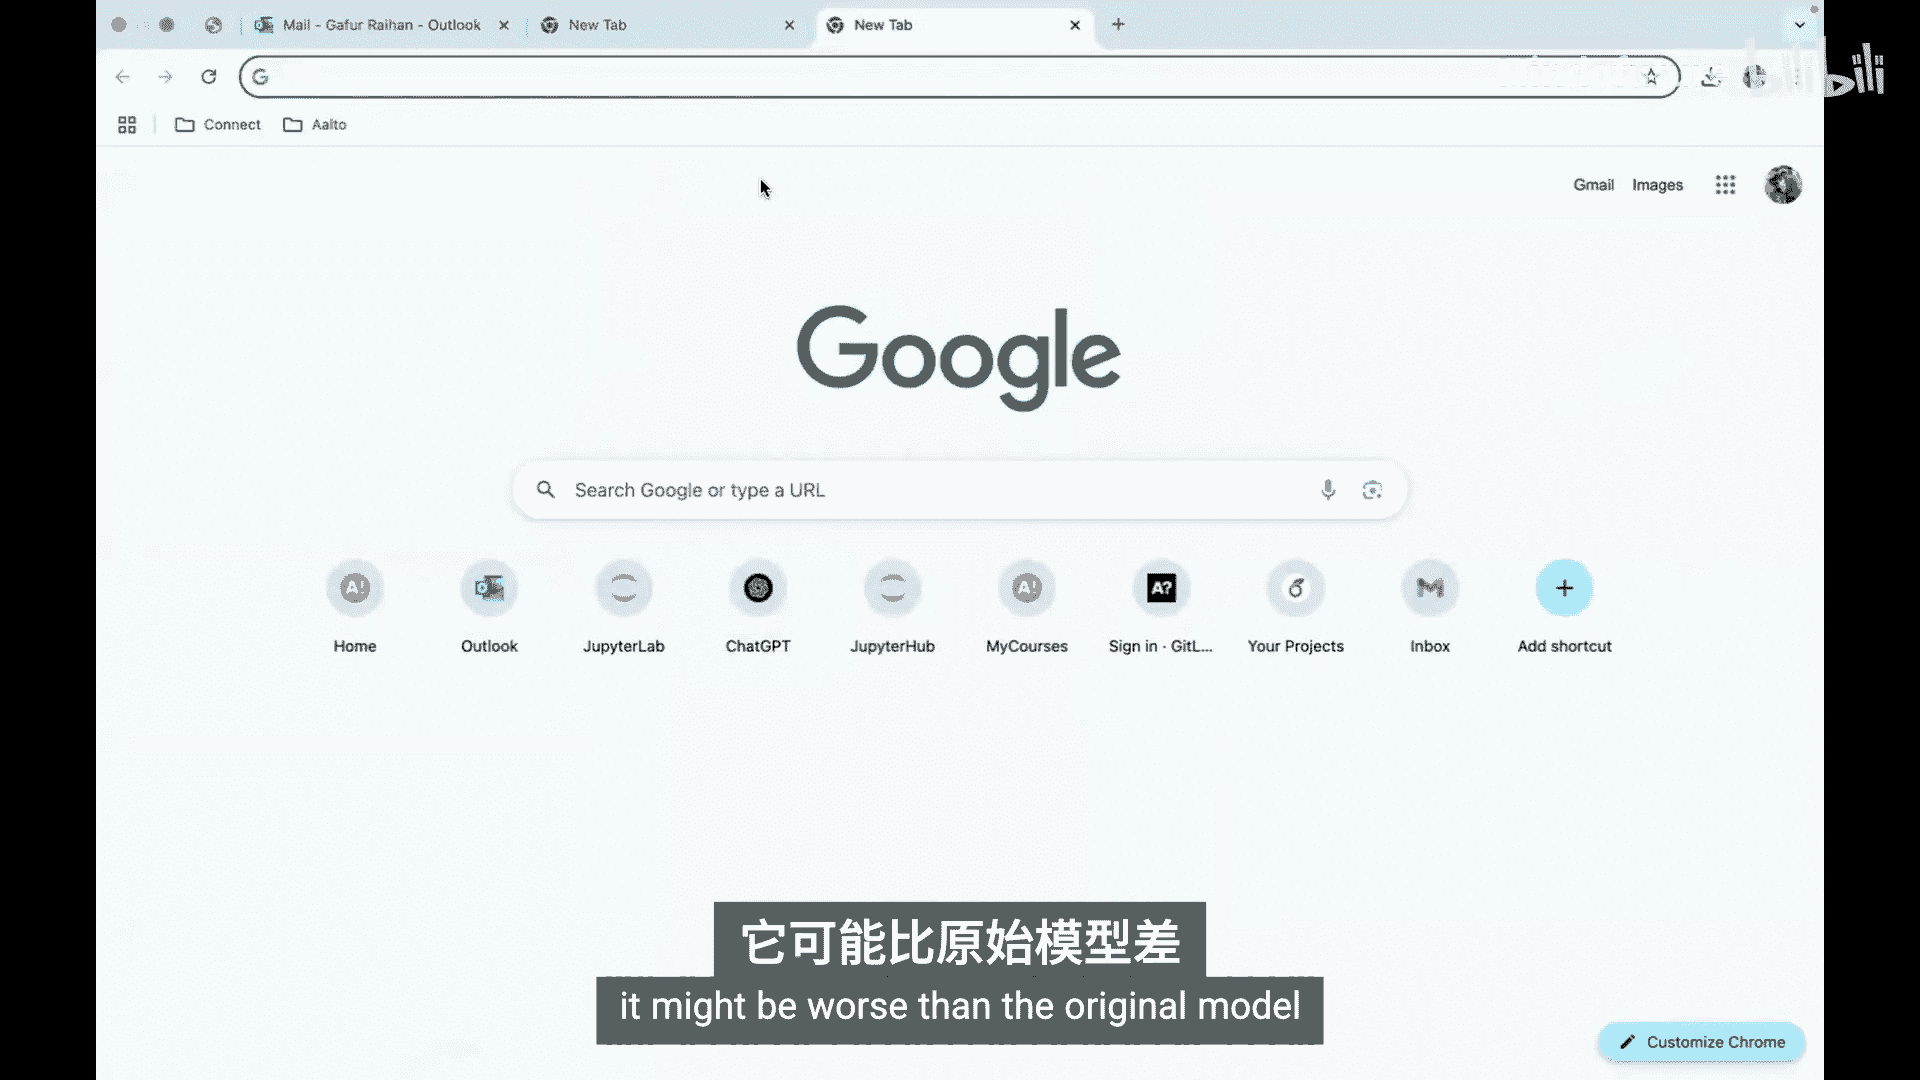 Mail - Gafur Raihan - Outlook
New Tab
New Tab
Connect
Aalto
bilibili
Gmail
Images
Google
Search Google or type a URL
A!
A!
A?
Home
Outlook
JupyterLab
ChatGPT
JupyterHub
MyCourses
Sign in · GitL...
Your Projects
Inbox
Add shortcut
它可能比原始模型差
it might be worse than the original model
Customize Chrome